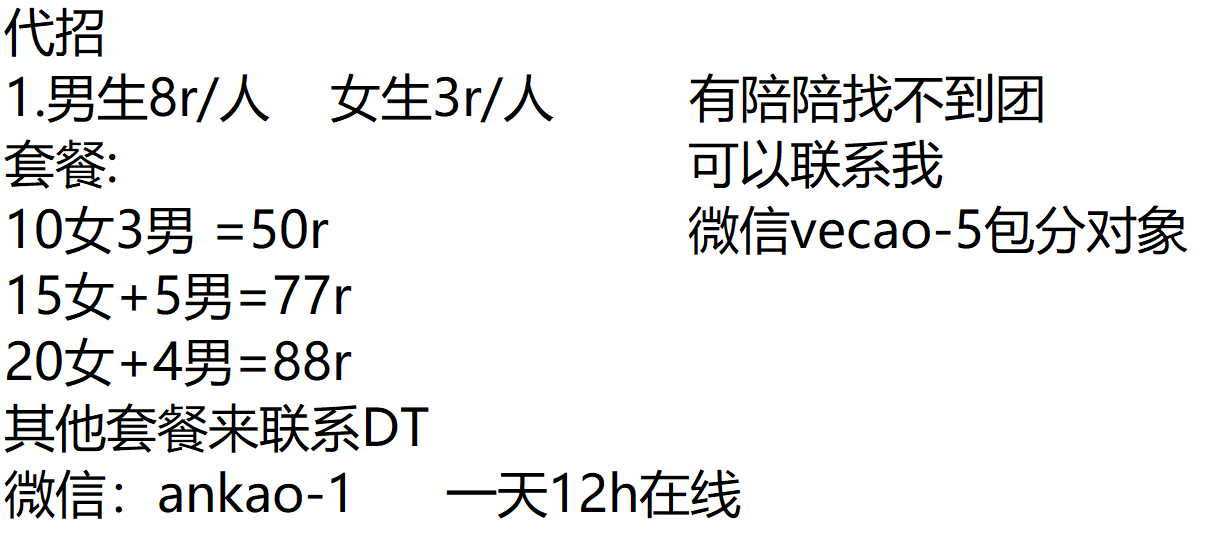 代招
1.男生8r/人 女生3r/人
套餐:
10女3男 =50r
15女+5男=77r
20女+4男=88r
其他套餐来联系DT
微信：ankao-1 一天12h在线
有陪陪找不到团
可以联系我
微信vecao-5包分对象